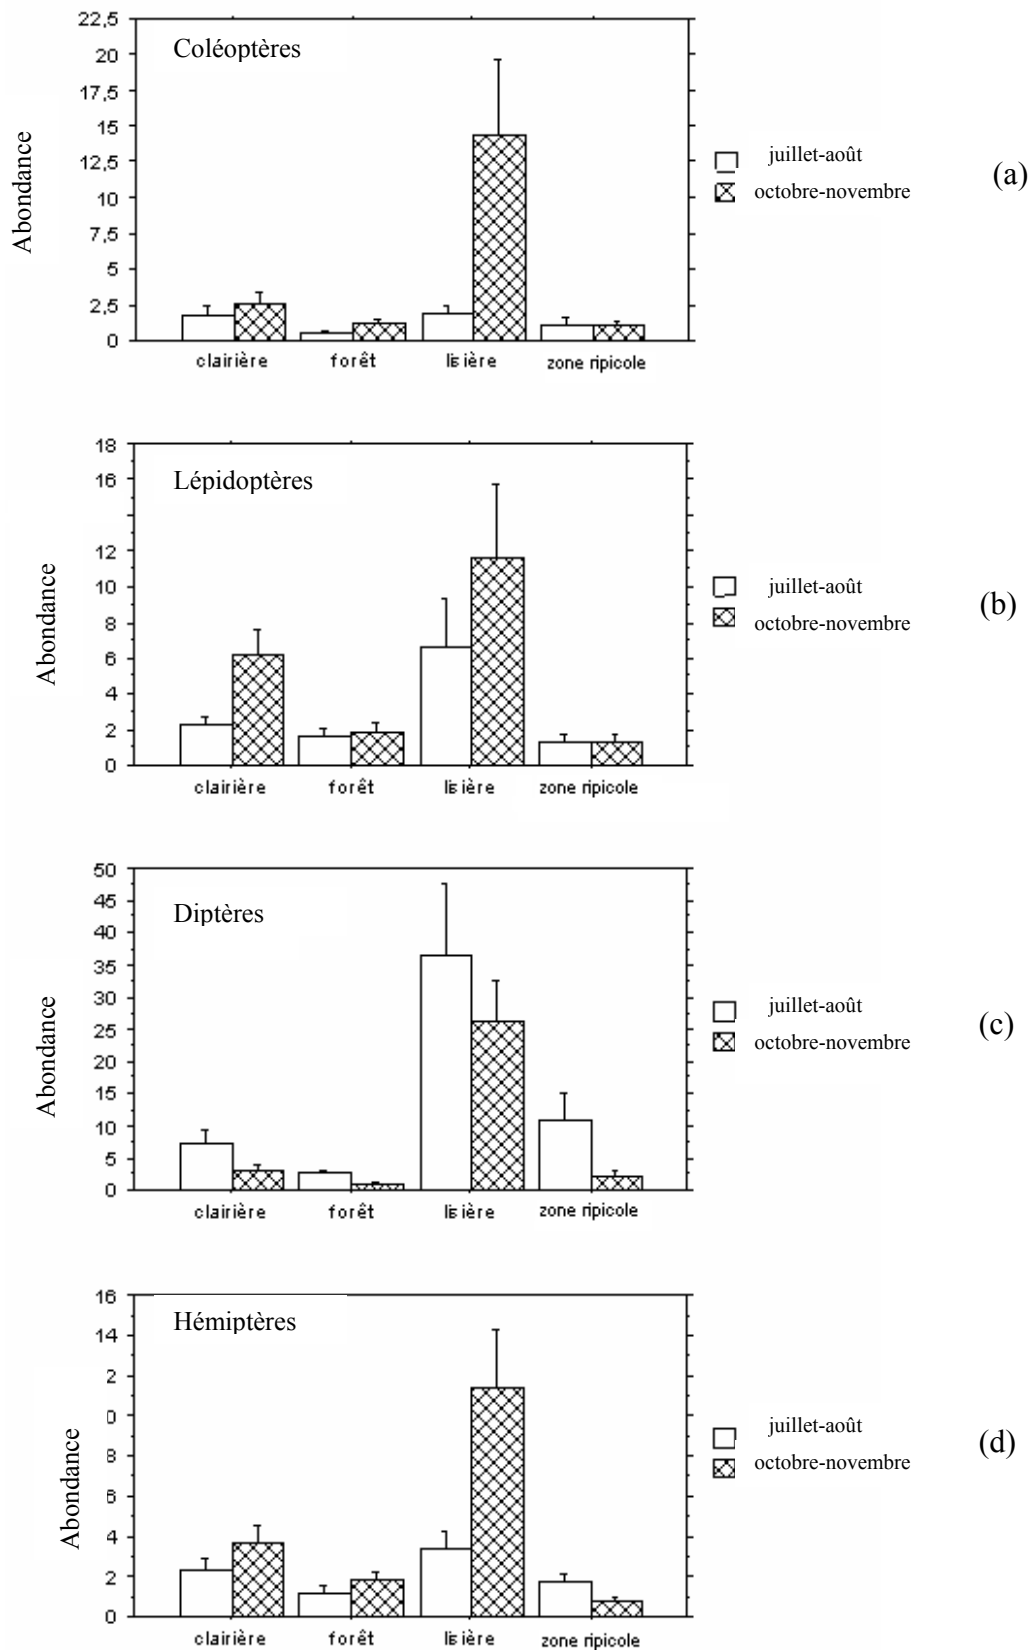 22,5
20
17,5
15
12,5
10
7,5
5
2,5
0
Abondance
Coléoptères
clairière forêt lisière zone ripicole
juillet-août
octobre-novembre
(a)
18
16
12
10
8
6
4
2
0
Abondance
Lépidoptères
clairière forêt lisière zone ripicole
juillet-août
octobre-novembre
(b)
50
45
40
35
30
25
20
15
10
5
0
Abondance
Diptères
clairière forêt lisière zone ripicole
juillet-août
octobre-novembre
(c)
16
14
2
0
8
6
4
2
0
Abondance
Hémiptères
clairière forêt lisière zone ripicole
juillet-août
octobre-novembre
(d)